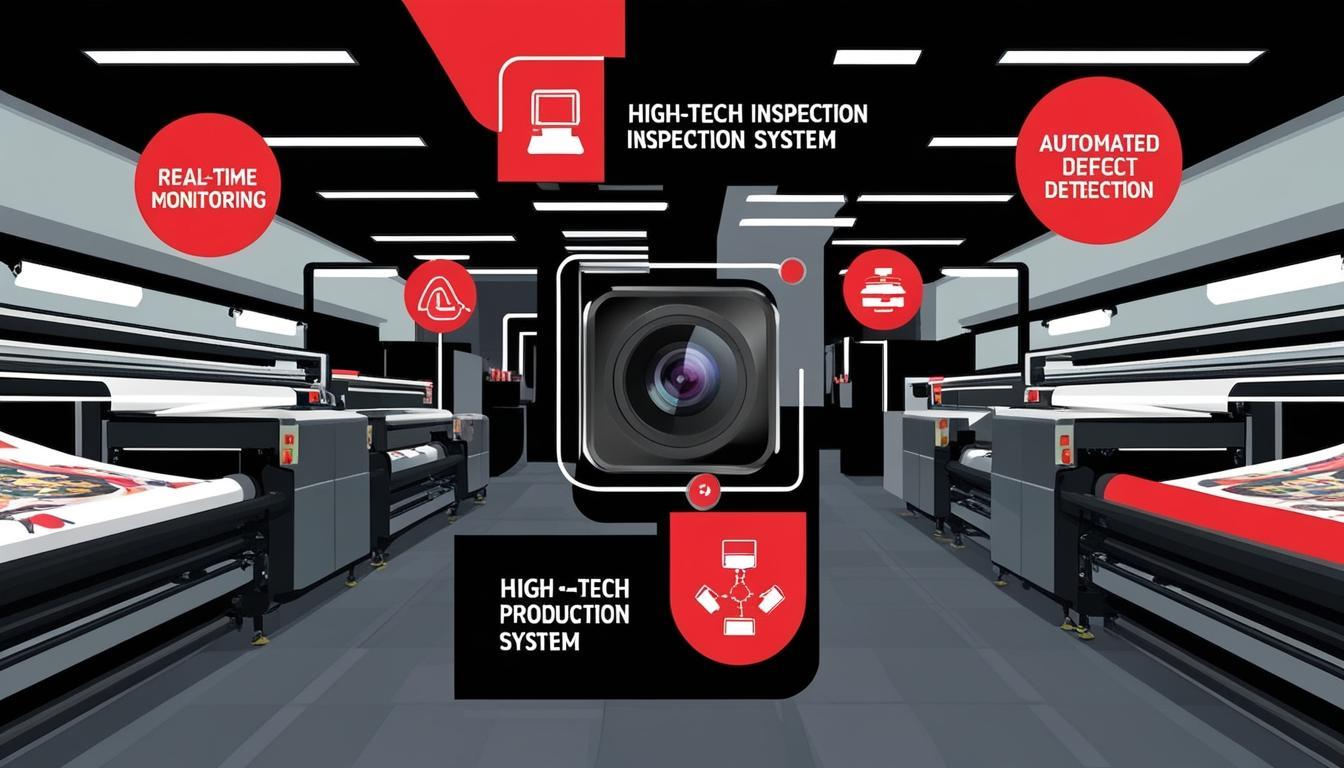 HIGH-TECH INSPECTION
INSPECTION SYSTEM
REAL-TIME
MONITORING
AUTOMATED
DEFECT
DETECTION
HIGH -TECH
PRODUCTION
SYSTEM